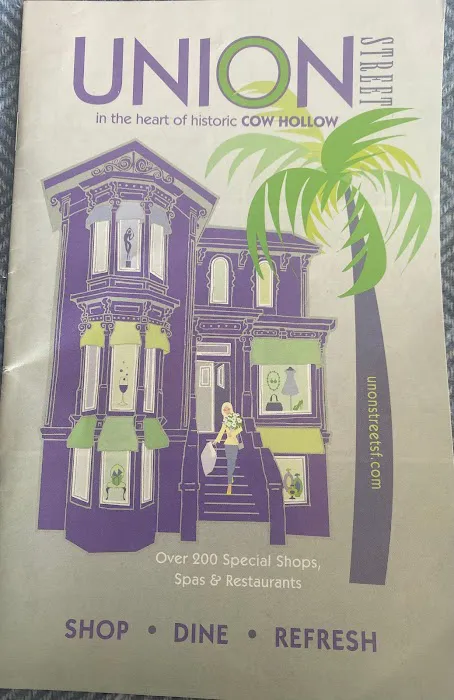 UNION
STREET
in the heart of historic COW HOLLOW
unonstreetsf.com
Over 200 Special Shops,
Spas & Restaurants
SHOP • DINE • REFRESH